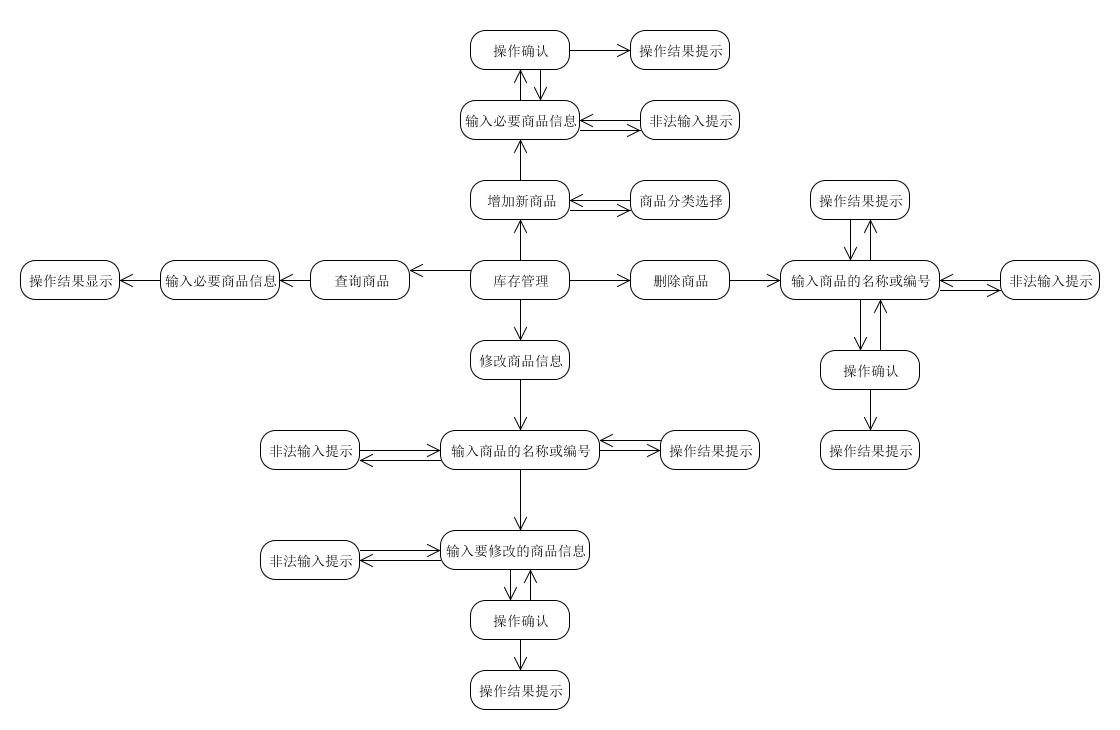 操作确认
操作结果提示
输入必要商品信息
非法输入提示
增加新商品
商品分类选择
操作结果提示
操作结果显示
输入必要商品信息
查询商品
库存管理
删除商品
输入商品的名称或编号
非法输入提示
修改商品信息
操作确认
非法输入提示
输入商品的名称或编号
操作结果提示
操作结果提示
非法输入提示
输入要修改的商品信息
操作确认
操作结果提示